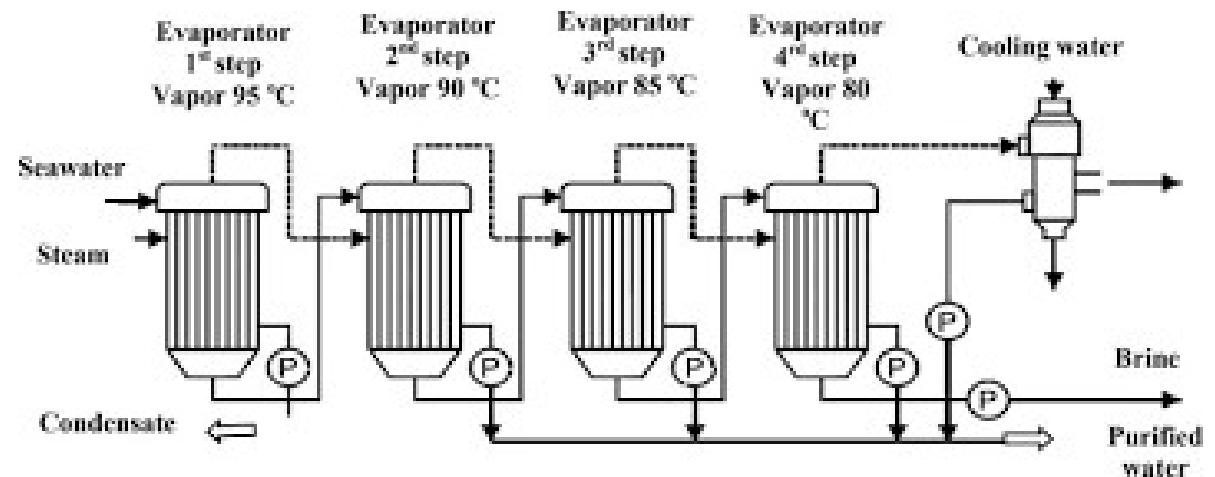 Evaporator
1st step
Vapor 95 °C
Evaporator
2nd step
Vapor 90 °C
Evaporator
3rd step
Vapor 85 °C
Evaporator
4rd step
Vapor 80
°C
Cooling water
Seawater
Steam
P
P
P
P
P
P
Brine
Condensate
Purified
water